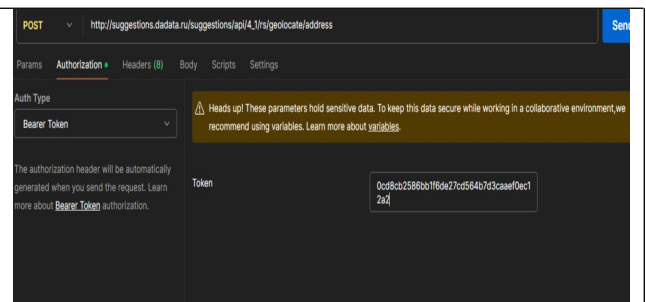 POST http://suggestions.dadata.ru/suggestions/api/4_1/rs/geolocate/address Send
Params Authorization Headers (8) Body Scripts Settings
Auth Type
Bearer Token
The authorization header will be automatically
generated when you send the request. Learn
more about Bearer Token authorization.
Heads up! These parameters hold sensitive data. To keep this data secure while working in a collaborative environment,we
recommend using variables. Learn more about variables.
Token
0cd8cb2586bb1f6de27cd564b7d3caaef0ec1
2a2